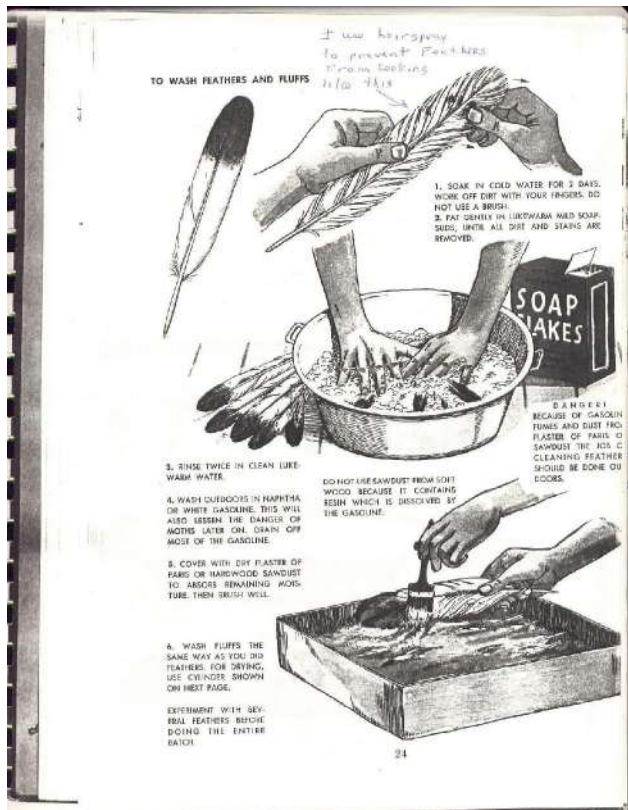 I use hairspray
to prevent Feathers
From looking
like this
TO WASH FEATHERS AND FLUFFS
1. SOAK IN COLD WATER FOR 2 DAYS.
WORK OFF DIRT WITH YOUR FINGERS. DO
NOT USE A BRUSH.
2. PAT GENTLY IN LUKEWARM MILD SOAP-
SUDS, UNTIL ALL DIRT AND STAINS ARE
REMOVED.
SOAP
FLAKES
DANGER!
BECAUSE OF GASOLIN
FUMES AND DUST FRO
PLASTER OF PARIS O
SAWDUST THE JOB O
CLEANING FEATHER
SHOULD BE DONE OU
DOORS.
3. RINSE TWICE IN CLEAN LUKE-
WARM WATER.
4. WASH OUTDOORS IN NAPHTHA
OR WHITE GASOLINE. THIS WILL
ALSO LESSEN THE DANGER OF
MOTHS LATER ON. DRAIN OFF
MOST OF THE GASOLINE.
5. COVER WITH DRY PLASTER OF
PARIS OR HARDWOOD SAWDUST
TO ABSORB REMAINING MOIS-
TURE. THEN BRUSH WELL.
DO NOT USE SAWDUST FROM SOFT
WOOD BECAUSE IT CONTAINS
RESIN WHICH IS DISSOLVED BY
THE GASOLINE.
6. WASH FLUFFS THE
SAME WAY AS YOU DID
FEATHERS. FOR DRYING,
USE CYLINDER SHOWN
ON NEXT PAGE.
EXPERIMENT WITH SEV-
ERAL FEATHERS BEFORE
DOING THE ENTIRE
BATCH.
24